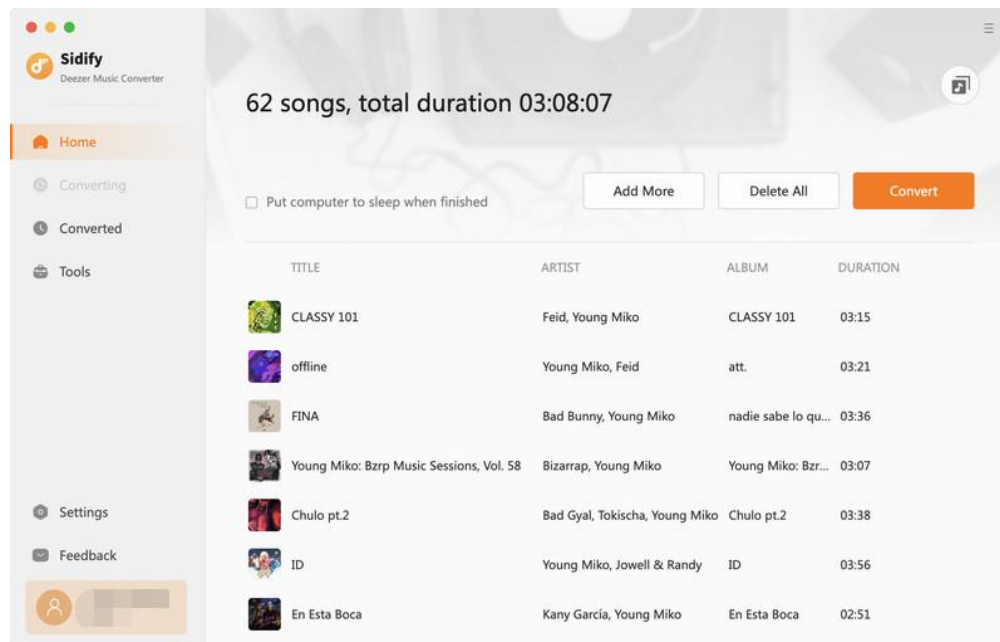 Sidify
Deezer Music Converter
62 songs, total duration 03:08:07
Home
Converting
Converted
Tools
Put computer to sleep when finished
Add More
Delete All
Convert
TITLE ARTIST ALBUM DURATION
CLASSY 101 Feid, Young Miko CLASSY 101 03:15
offline Young Miko, Feid att. 03:21
FINA Bad Bunny, Young Miko nadie sabe lo qu... 03:36
Young Miko: Bzrp Music Sessions, Vol. 58 Bizarrap, Young Miko Young Miko: Bzr... 03:07
Chulo pt.2 Bad Gyal, Tokischa, Young Miko Chulo pt.2 03:38
ID Young Miko, Jowell & Randy ID 03:56
En Esta Boca Kany García, Young Miko En Esta Boca 02:51
Settings
Feedback